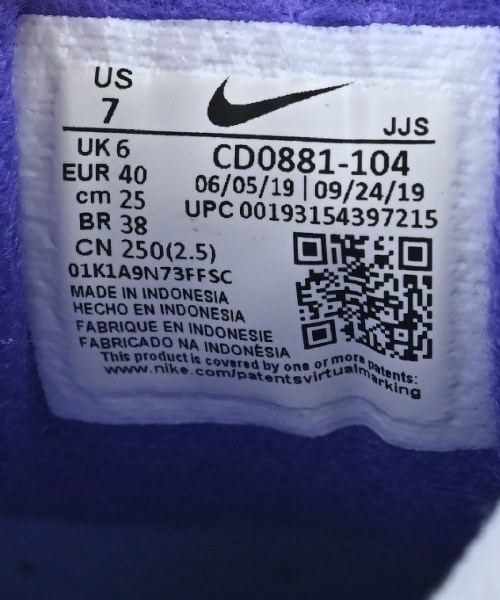 US
7
JJS
UK 6
EUR 40
cm 25
BR 38
CN 250(2.5)
CD0881-104
06/05/19 | 09/24/19
UPC 00193154397215
01K1A9N73FFSC
MADE IN INDONESIA
HECHO EN INDONESIA
FABRIQUE EN INDONESIE
FABRICADO NA INDONÉSIA
This product is covered by one or more patents:
www.nike.com/patentsvirtualmarking